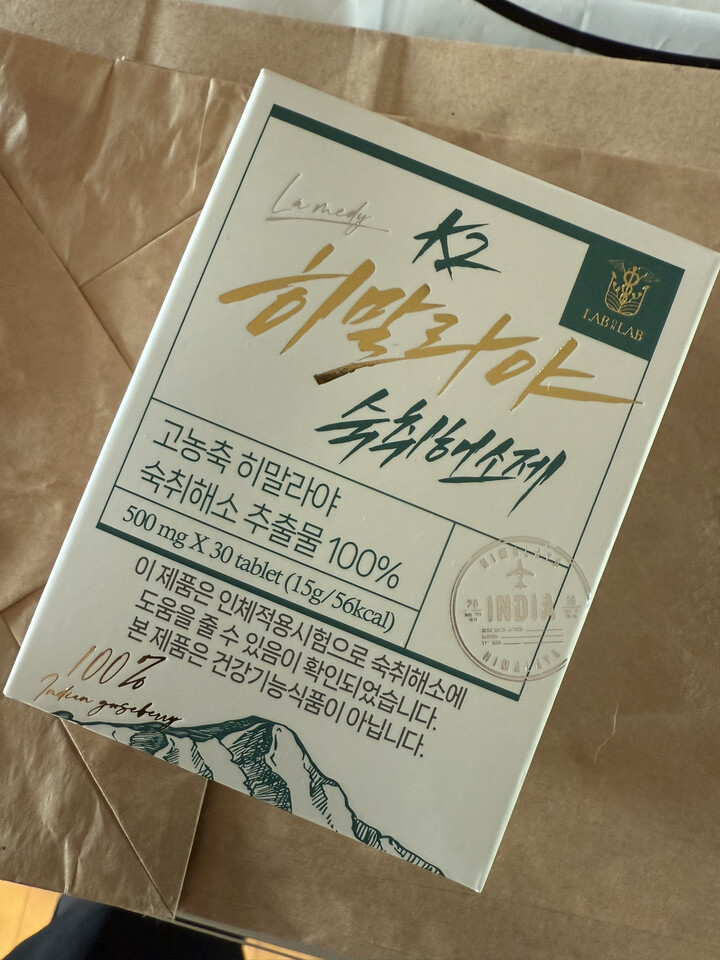 La medy
K2
LAB & LAB
히말라야
숙취해소제
고농축 히말라야
숙취해소 추출물 100%
500 mg X 30 tablet (15g/56kcal)
HIMALAYA
INDIA
HIMALAYA
이 제품은 인체적용시험으로 숙취해소에
도움을 줄 수 있음이 확인되었습니다.
본 제품은 건강기능식품이 아닙니다.
100%
Indian gooseberry